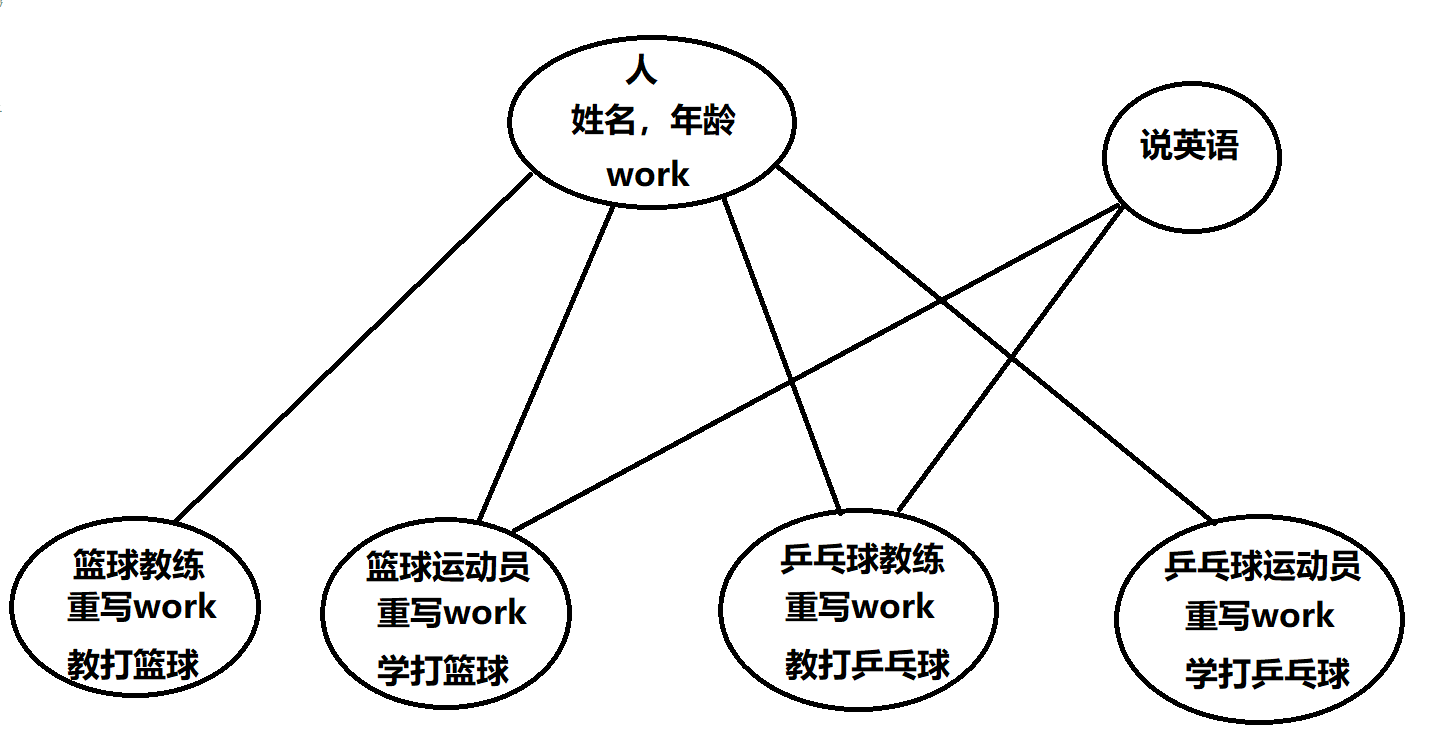 人
姓名，年龄
work
说英语
篮球教练
重写work
教打篮球
篮球运动员
重写work
学打篮球
乒乓球教练
重写work
教打乒乓球
乒乓球运动员
重写work
学打乒乓球